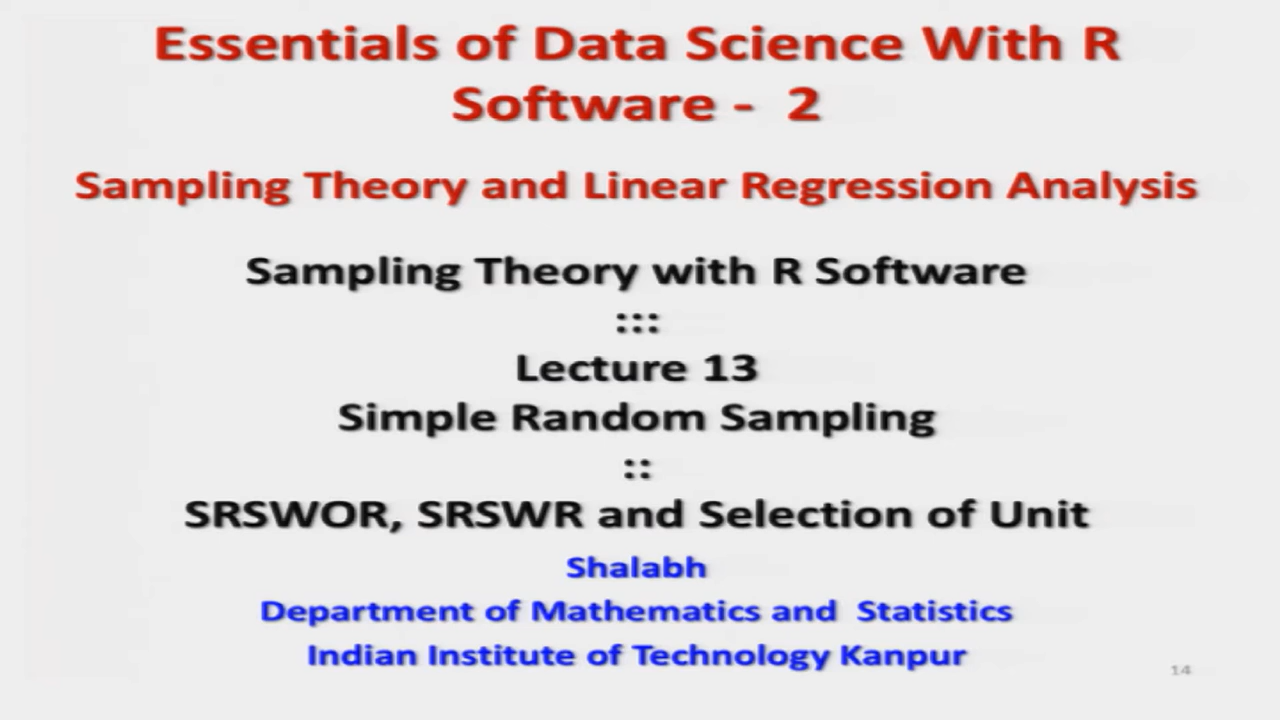 Essentials of Data Science With R
Software - 2
Sampling Theory and Linear Regression Analysis
Sampling Theory with R Software
:::
Lecture 13
Simple Random Sampling
::
SRSWOR, SRSWR and Selection of Unit
Shalabh
Department of Mathematics and Statistics
Indian Institute of Technology Kanpur
14